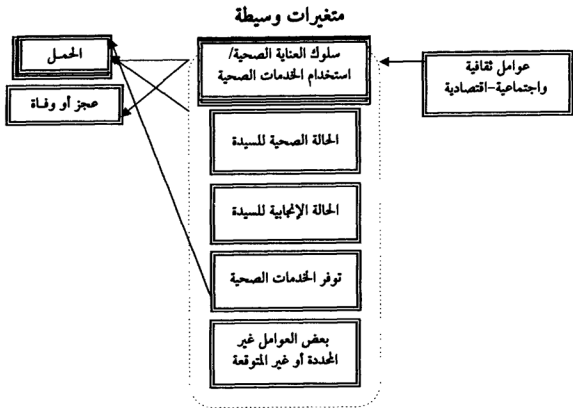 متغيرات وسيطة
عوامل ثقافية
واجتماعية-اقتصادية
سلوك العناية الصحية/
استخدام الخدمات الصحية
الحالة الصحية للسيدة
الحالة الإنجابية للسيدة
توفر الخدمات الصحية
بعض العوامل غير
المحددة أو غير المتوقعة
الحمل
عجز أو وفاة